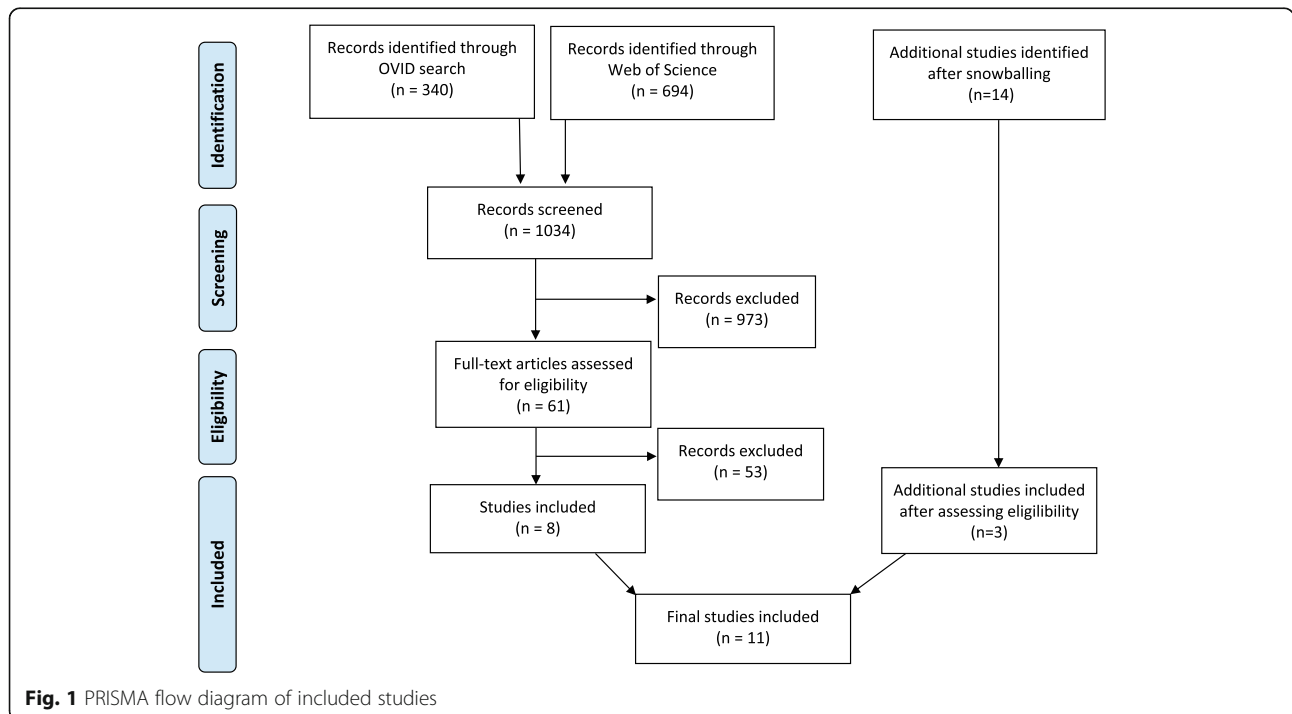 Identification
Records identified through
OVID search
(n = 340)
Records identified through
Web of Science
(n = 694)
Additional studies identified
after snowballing
(n=14)
Screening
Records screened
(n = 1034)
Records excluded
(n = 973)
Eligibility
Full-text articles assessed
for eligibility
(n = 61)
Records excluded
(n = 53)
Included
Studies included
(n = 8)
Additional studies included
after assessing eligilibility
(n=3)
Final studies included
(n = 11)
Fig. 1 PRISMA flow diagram of included studies